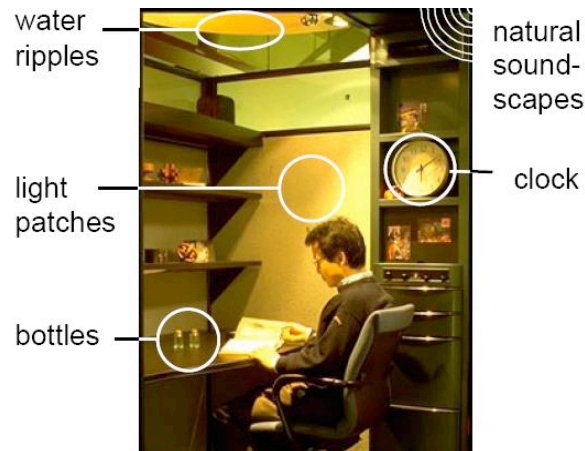 water
ripples
natural
sound-
scapes
light
patches
clock
bottles